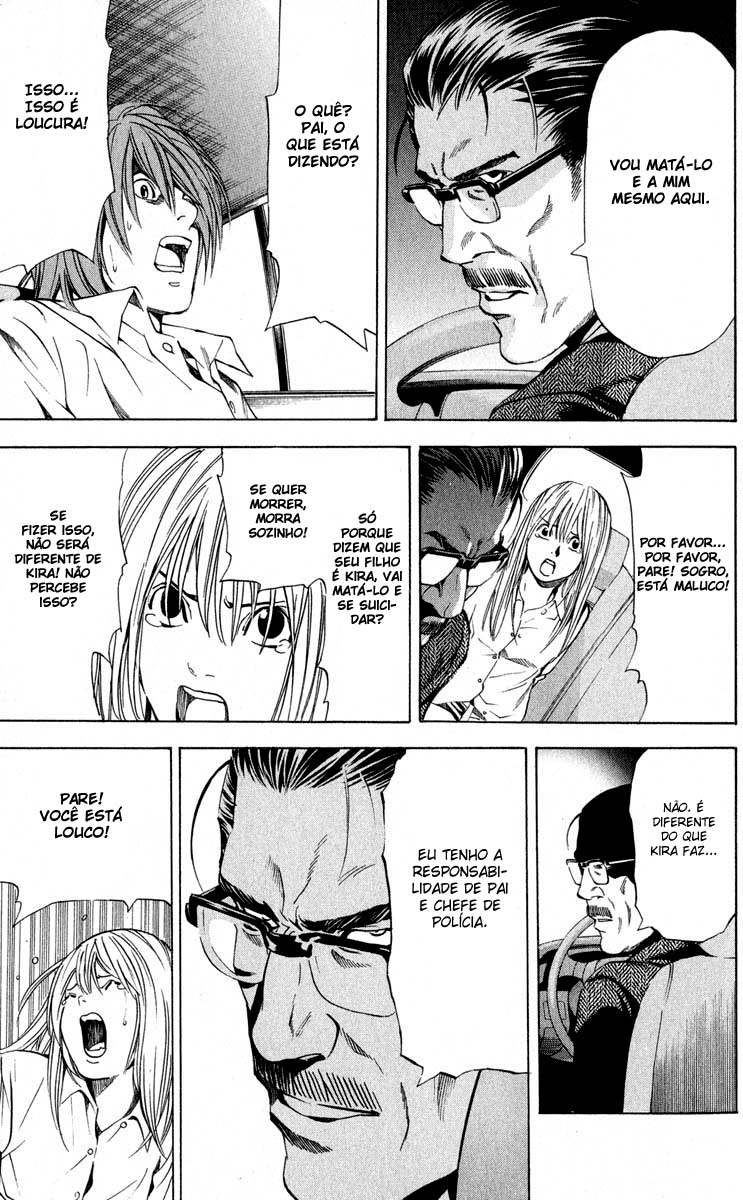 VOU MATÁ-LO
E A MIM
MESMO AQUI.
O QUÊ?
PAI, O
QUE ESTÁ
DIZENDO?
ISSO...
ISSO É
LOUCURA!
POR FAVOR...
POR FAVOR,
PARE! SOGRO,
ESTÁ MALUCO!
SÓ
PORQUE
DIZEM QUE
SEU FILHO
É KIRA, VAI
MATÁ-LO E
SE SUICI-
DAR?
SE QUER
MORRER,
MORRA
SOZINHO!
SE
FIZER ISSO,
NÃO SERÁ
DIFERENTE
DE KIRA! NÃO
PERCEBE
ISSO?
NÃO. É
DIFERENTE
DO QUE
KIRA FAZ...
EU TENHO A
RESPONSABI-
LIDADE DE PAI
E CHEFE DE
POLÍCIA.
PARE!
VOCÊ ESTÁ
LOUCO!